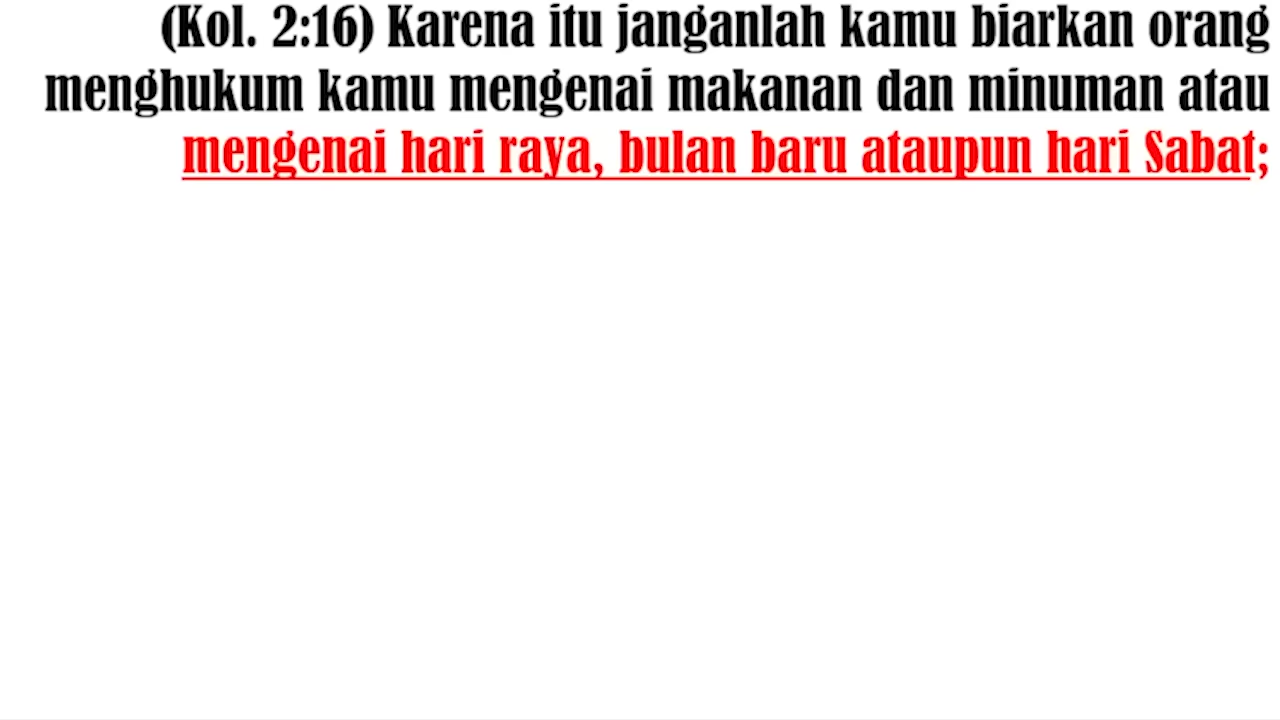 (Kol. 2:16) Karena itu janganlah kamu biarkan orang
menghukum kamu mengenai makanan dan minuman atau
mengenai hari raya, bulan baru ataupun hari Sabat;